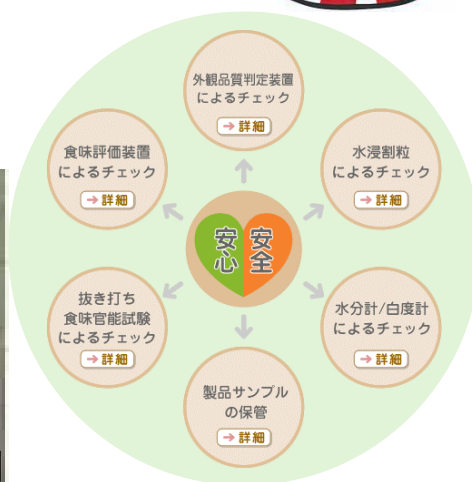 外観品質判定装置
によるチェック
→詳細
食味評価装置
によるチェック
→詳細
水浸割粒
によるチェック
→詳細
安心
安全
抜き打ち
食味官能試験
によるチェック
→詳細
水分計/白度計
によるチェック
→詳細
製品サンプル
の保管
→詳細